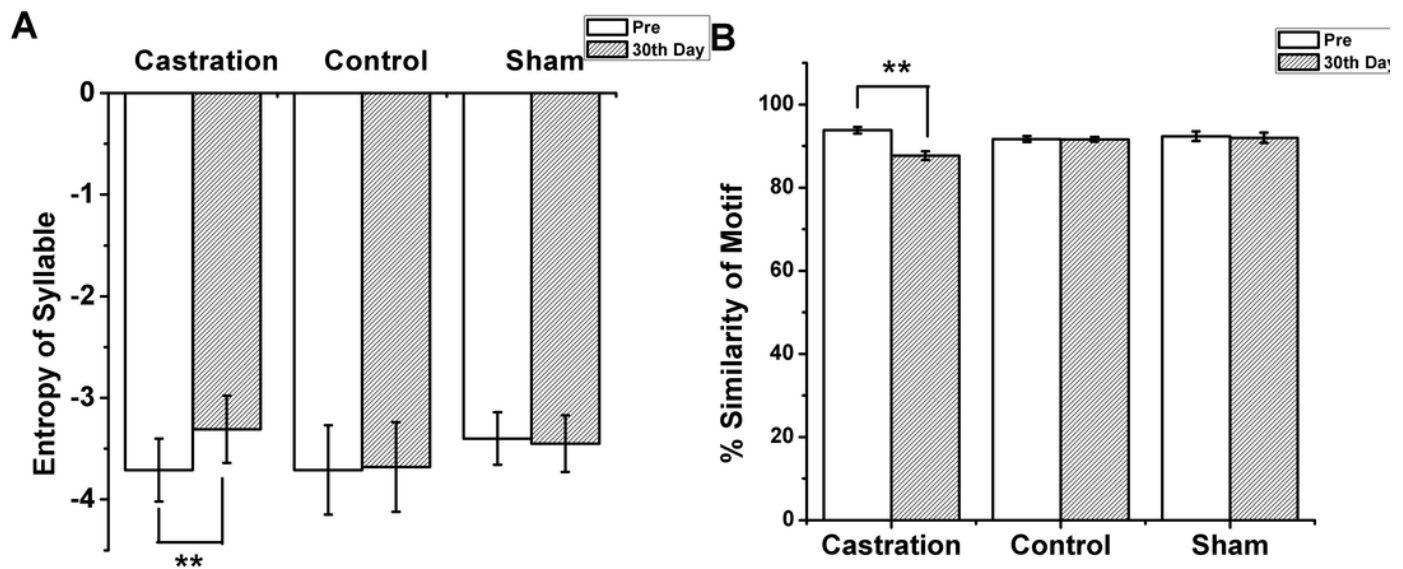 A
Pre
30th Day
Castration Control Sham
0
-1
-2
-3
-4
Entropy of Syllable
**
B
Pre
30th Day
**
100
80
60
40
20
0
% Similarity of Motif
Castration Control Sham